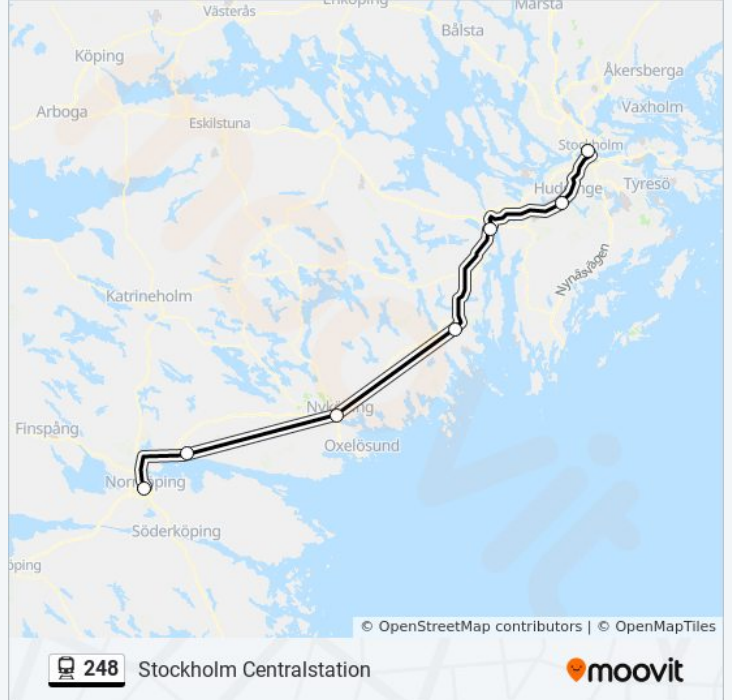 Västerås
Märsta
Bålsta
Köping
Åkersberga
Arboga
Vaxholm
Eskilstuna
Stockholm
Huddinge
Tyresö
Nynäsvägen
Katrineholm
Nyköping
Finspång
Oxelösund
Norrköping
Söderköping
öping
© OpenStreetMap contributors | © OpenMapTiles
248 Stockholm Centralstation
moovit